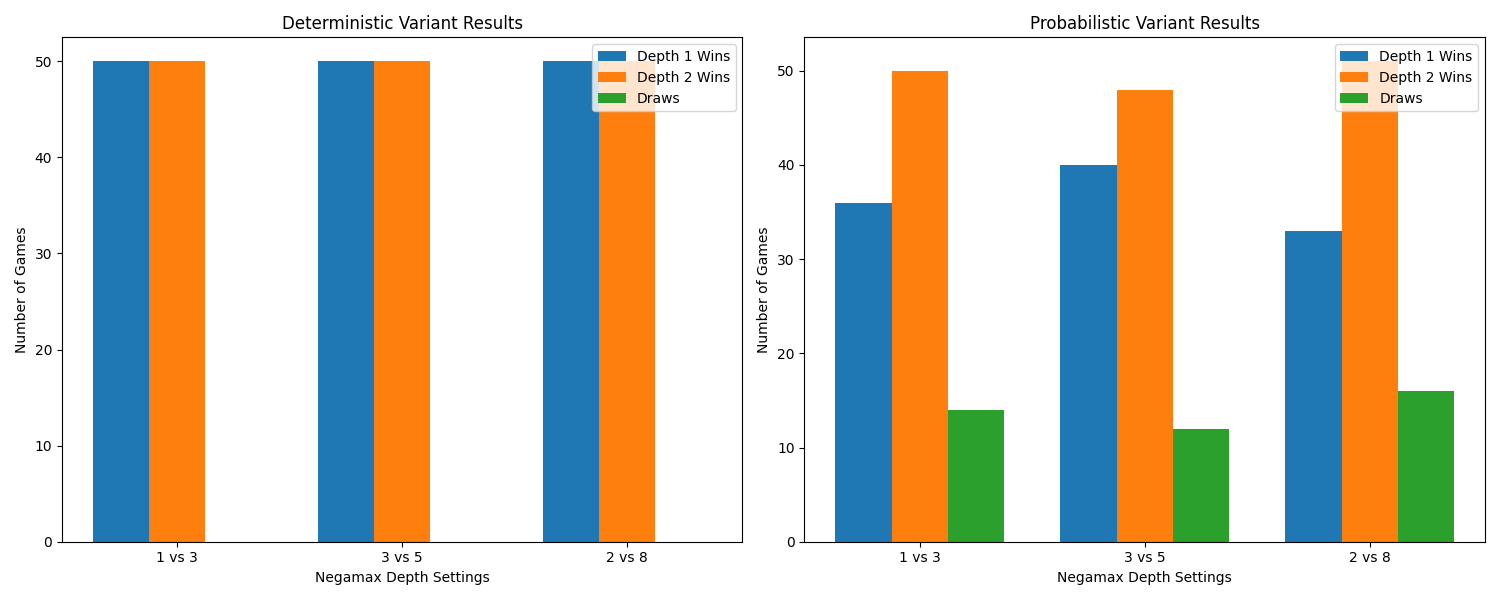 Deterministic Variant Results
Number of Games
50
40
30
20
10
0
Depth 1 Wins
Depth 2 Wins
Draws
1 vs 3
3 vs 5
2 vs 8
Negamax Depth Settings
Probabilistic Variant Results
Number of Games
50
40
30
20
10
0
Depth 1 Wins
Depth 2 Wins
Draws
1 vs 3
3 vs 5
2 vs 8
Negamax Depth Settings